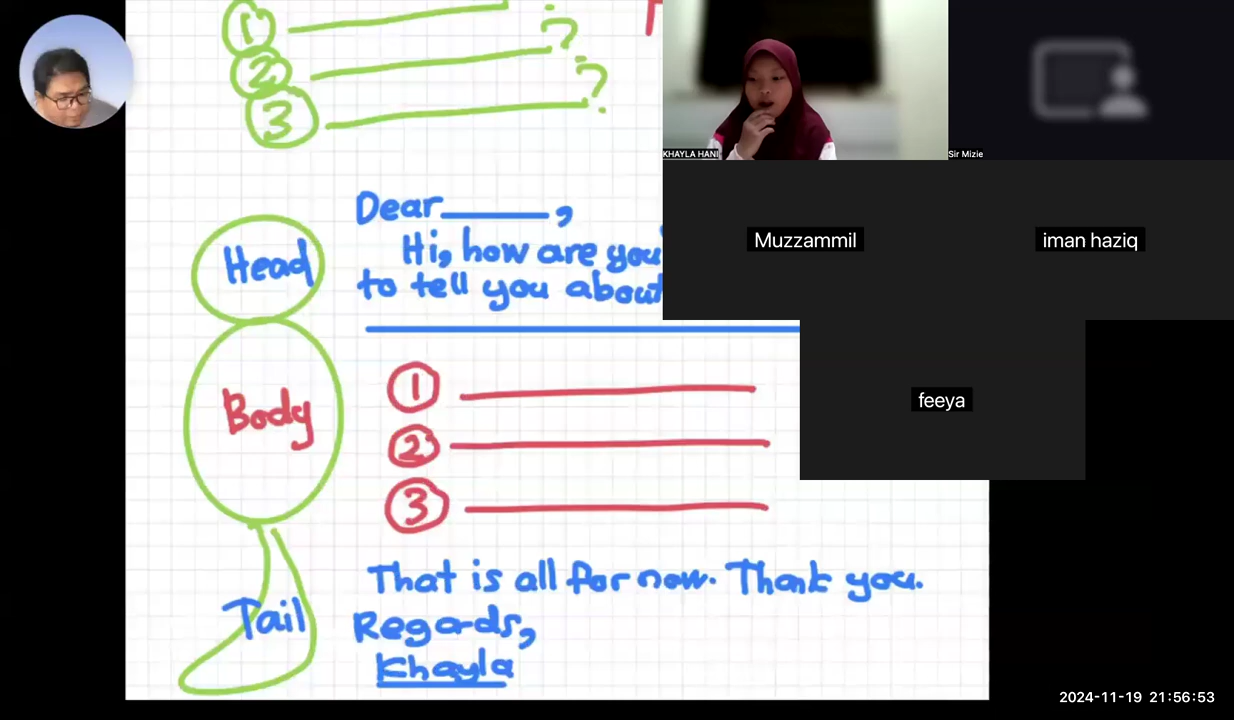 1 ?
2 ?
3
KHAYLA HANI
Sir Mizie
Dear ,
Head
Hi, how are you
to tell you about
Muzzammil
iman haziq
1
Body
2
3
feeya
That is all for now. Thank you.
Tail
Regards,
Khayla
2024-11-19 21:56:53